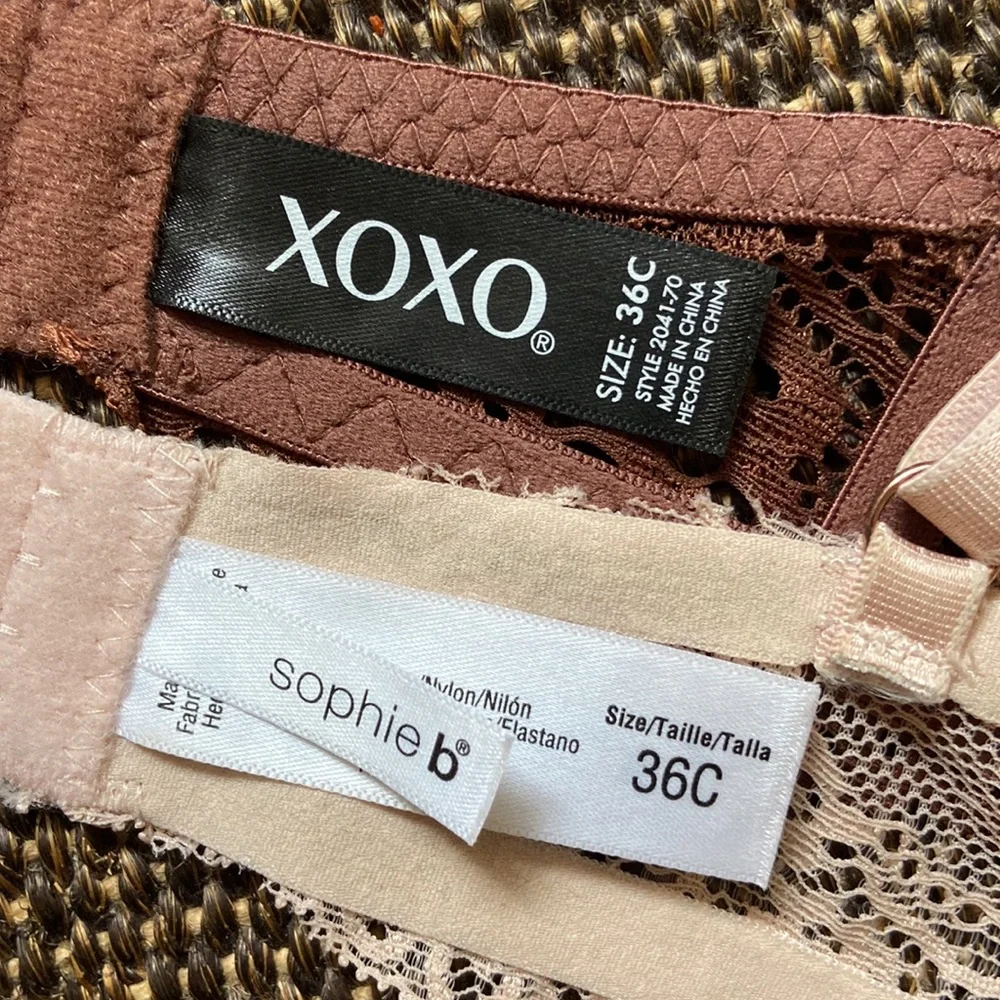 XOXO®
SIZE: 36C
STYLE 2041-70
MADE IN CHINA
HECHO EN CHINA
sophie b®
/Nylon/Nilón
/Elastano
Size/Taille/Talla
36C